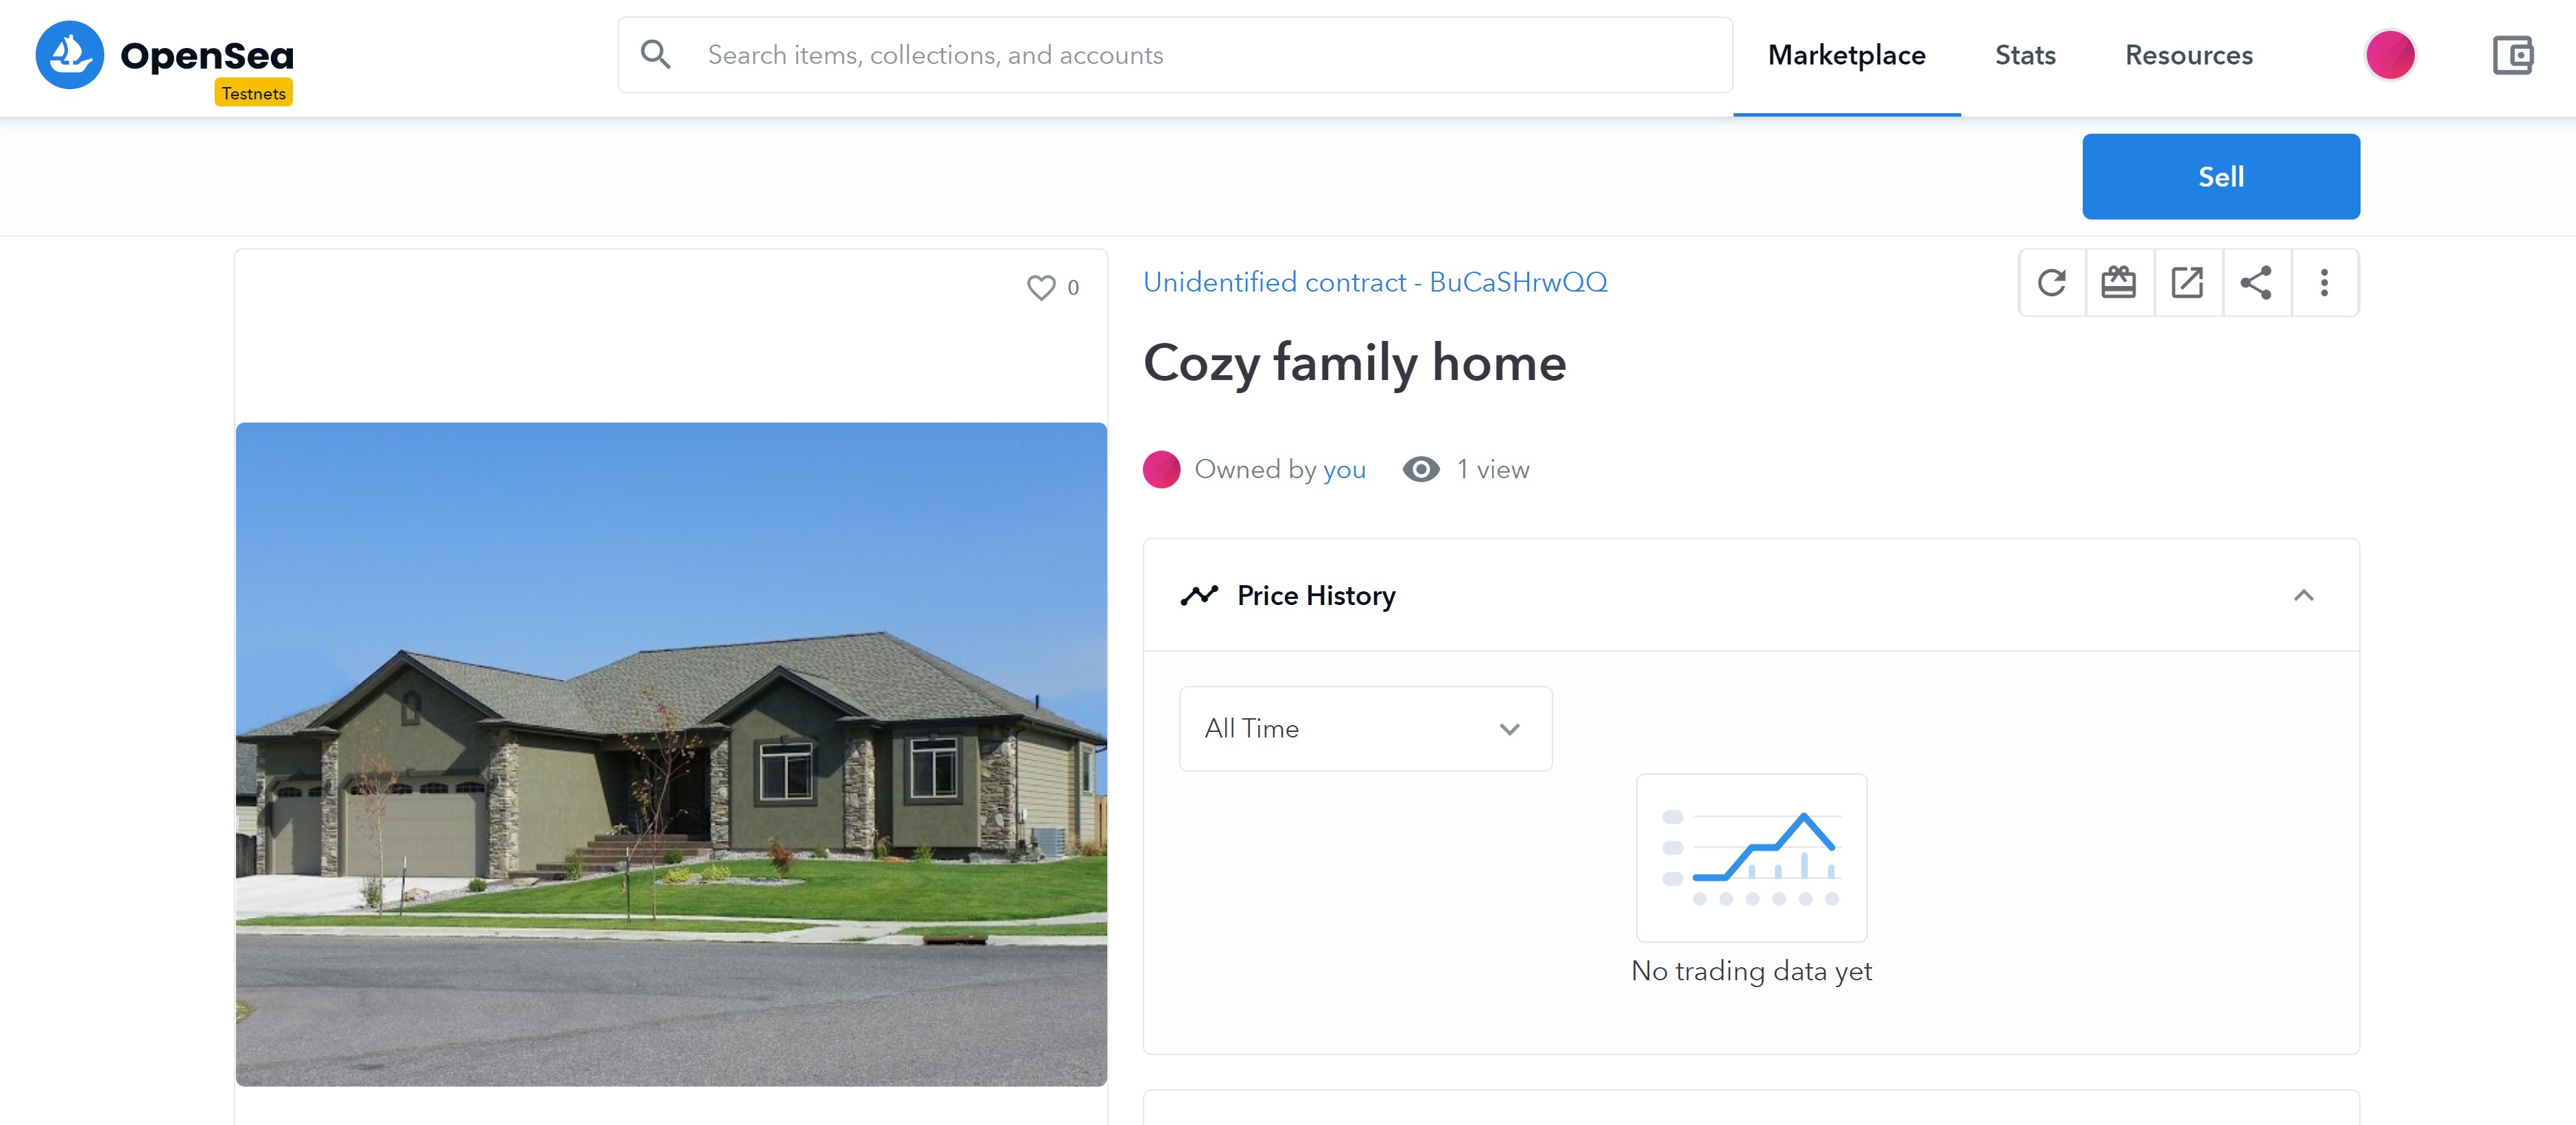 OpenSea
Testnets
Search items, collections, and accounts
Marketplace
Stats
Resources
Sell
0
Unidentified contract - BuCaSHrwQQ
Cozy family home
Owned by you
1 view
Price History
All Time
No trading data yet